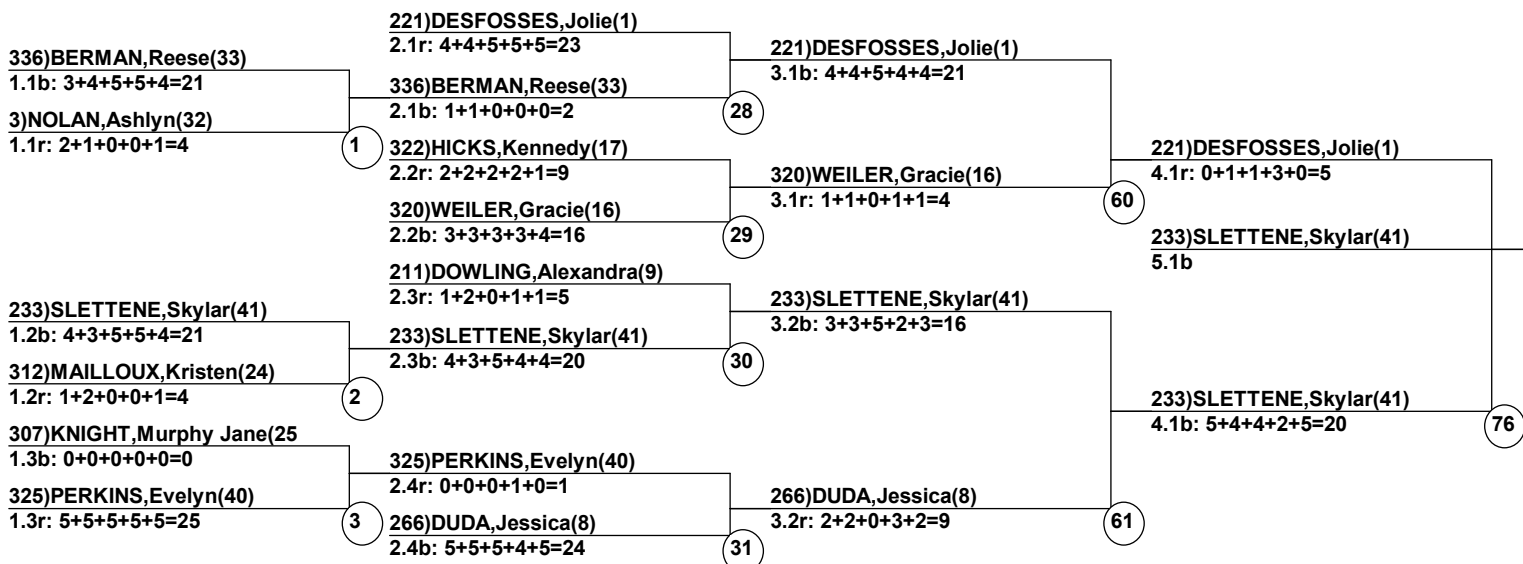 336)BERMAN,Reese(33)
1.1b: 3+4+5+5+4=21
3)NOLAN,Ashlyn(32)
1.1r: 2+1+0+0+1=4
1
233)SLETTENE,Skylar(41)
1.2b: 4+3+5+5+4=21
312)MAILLOUX,Kristen(24)
1.2r: 1+2+0+0+1=4
2
307)KNIGHT,Murphy Jane(25
1.3b: 0+0+0+0+0=0
325)PERKINS,Evelyn(40)
1.3r: 5+5+5+5+5=25
3
221)DESFOSSES,Jolie(1)
2.1r: 4+4+5+5+5=23
336)BERMAN,Reese(33)
2.1b: 1+1+0+0+0=2
28
322)HICKS,Kennedy(17)
2.2r: 2+2+2+2+1=9
320)WEILER,Gracie(16)
2.2b: 3+3+3+3+4=16
29
211)DOWLING,Alexandra(9)
2.3r: 1+2+0+1+1=5
233)SLETTENE,Skylar(41)
2.3b: 4+3+5+4+4=20
30
325)PERKINS,Evelyn(40)
2.4r: 0+0+0+1+0=1
266)DUDA,Jessica(8)
2.4b: 5+5+5+4+5=24
31
221)DESFOSSES,Jolie(1)
3.1b: 4+4+5+4+4=21
320)WEILER,Gracie(16)
3.1r: 1+1+0+1+1=4
60
233)SLETTENE,Skylar(41)
3.2b: 3+3+5+2+3=16
266)DUDA,Jessica(8)
3.2r: 2+2+0+3+2=9
61
221)DESFOSSES,Jolie(1)
4.1r: 0+1+1+3+0=5
233)SLETTENE,Skylar(41)
4.1b: 5+4+4+2+5=20
76
233)SLETTENE,Skylar(41)
5.1b